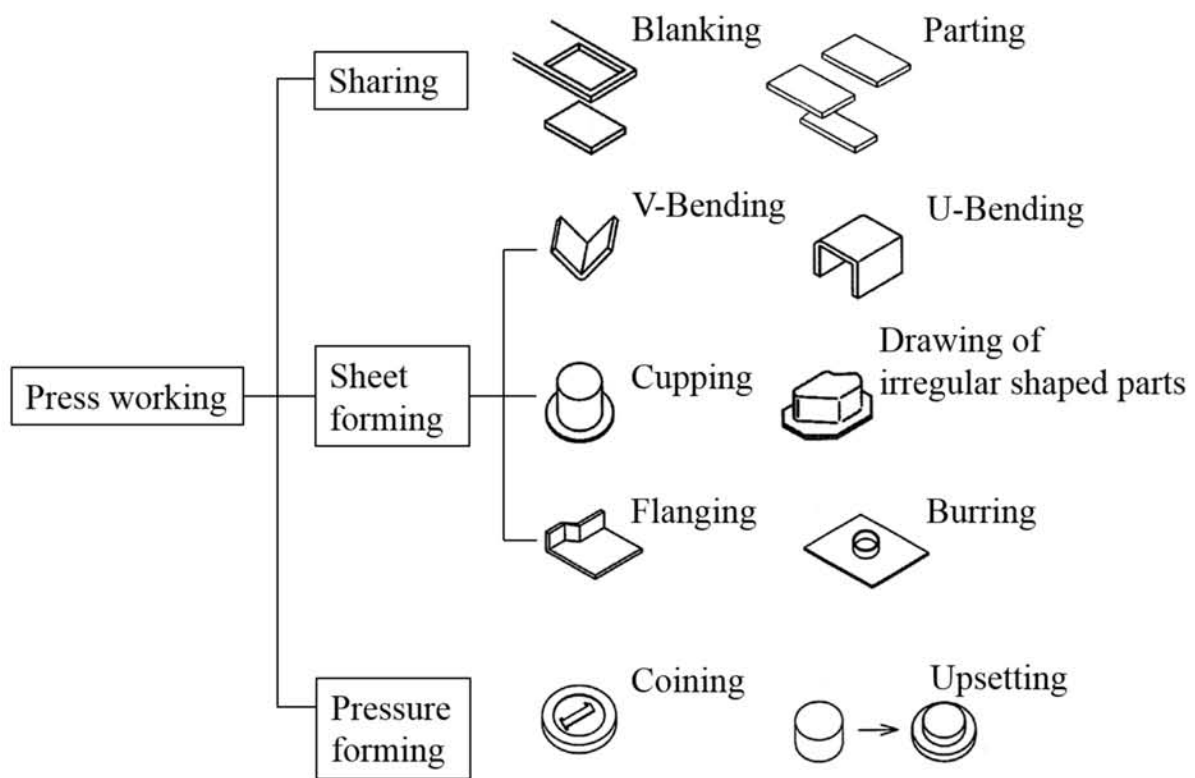 Blanking
Parting
Sharing
V-Bending
U-Bending
Press working
Sheet
forming
Cupping
Drawing of
irregular shaped parts
Flanging
Burring
Pressure
forming
Coining
Upsetting